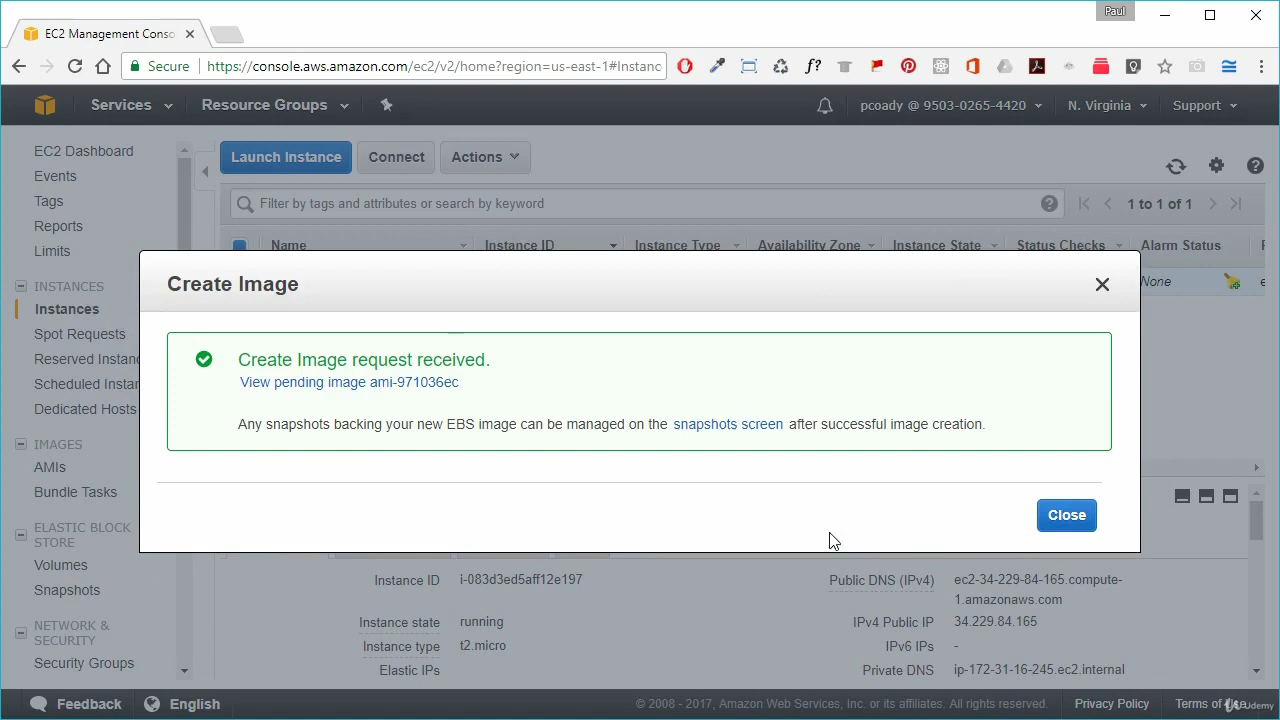 Paul
EC2 Management Conso
Secure
https://console.aws.amazon.com/ec2/v2/home?region=us-east-1#Instanc
Services
Resource Groups
pcoady @ 9503-0265-4420
N. Virginia
Support
EC2 Dashboard
Events
Tags
Reports
Limits
INSTANCES
Instances
Spot Requests
Reserved Instanc
Scheduled Instar
Dedicated Hosts
IMAGES
AMIs
Bundle Tasks
ELASTIC BLOCK
STORE
Volumes
Snapshots
NETWORK &
SECURITY
Security Groups
Launch Instance
Connect
Actions
Filter by tags and attributes or search by keyword
1 to 1 of 1
Name
Instance ID
Instance Type
Availability Zone
Instance State
Status Checks
Alarm Status
None
Create Image
Create Image request received.
View pending image ami-971036ec
Any snapshots backing your new EBS image can be managed on the snapshots screen after successful image creation.
Close
Instance ID i-083d3ed5aff12e197
Instance state running
Instance type t2.micro
Elastic IPs
Public DNS (IPv4) ec2-34-229-84-165.compute-
1.amazonaws.com
IPv4 Public IP 34.229.84.165
IPv6 IPs -
Private DNS ip-172-31-16-245.ec2.internal
Feedback
English
© 2008 - 2017, Amazon Web Services, Inc. or its affiliates. All rights reserved.
Privacy Policy
Terms of
Udemy